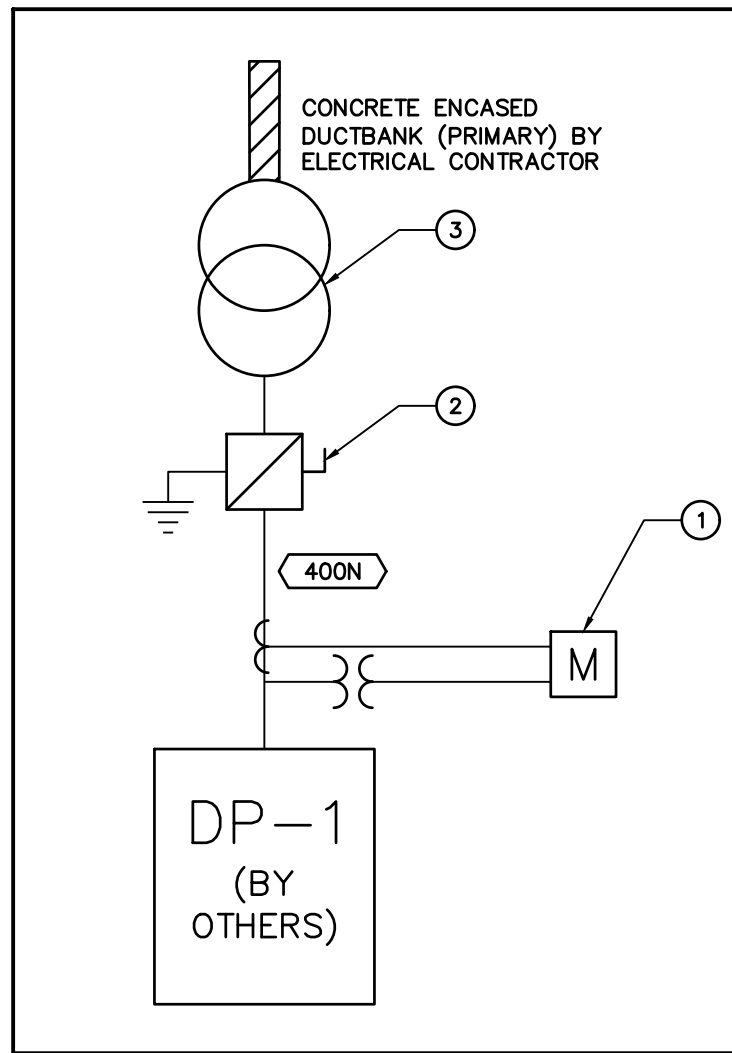 CONCRETE ENCASED
DUCTBANK (PRIMARY) BY
ELECTRICAL CONTRACTOR
3
2
1
400N
M
DP-1
(BY
OTHERS)